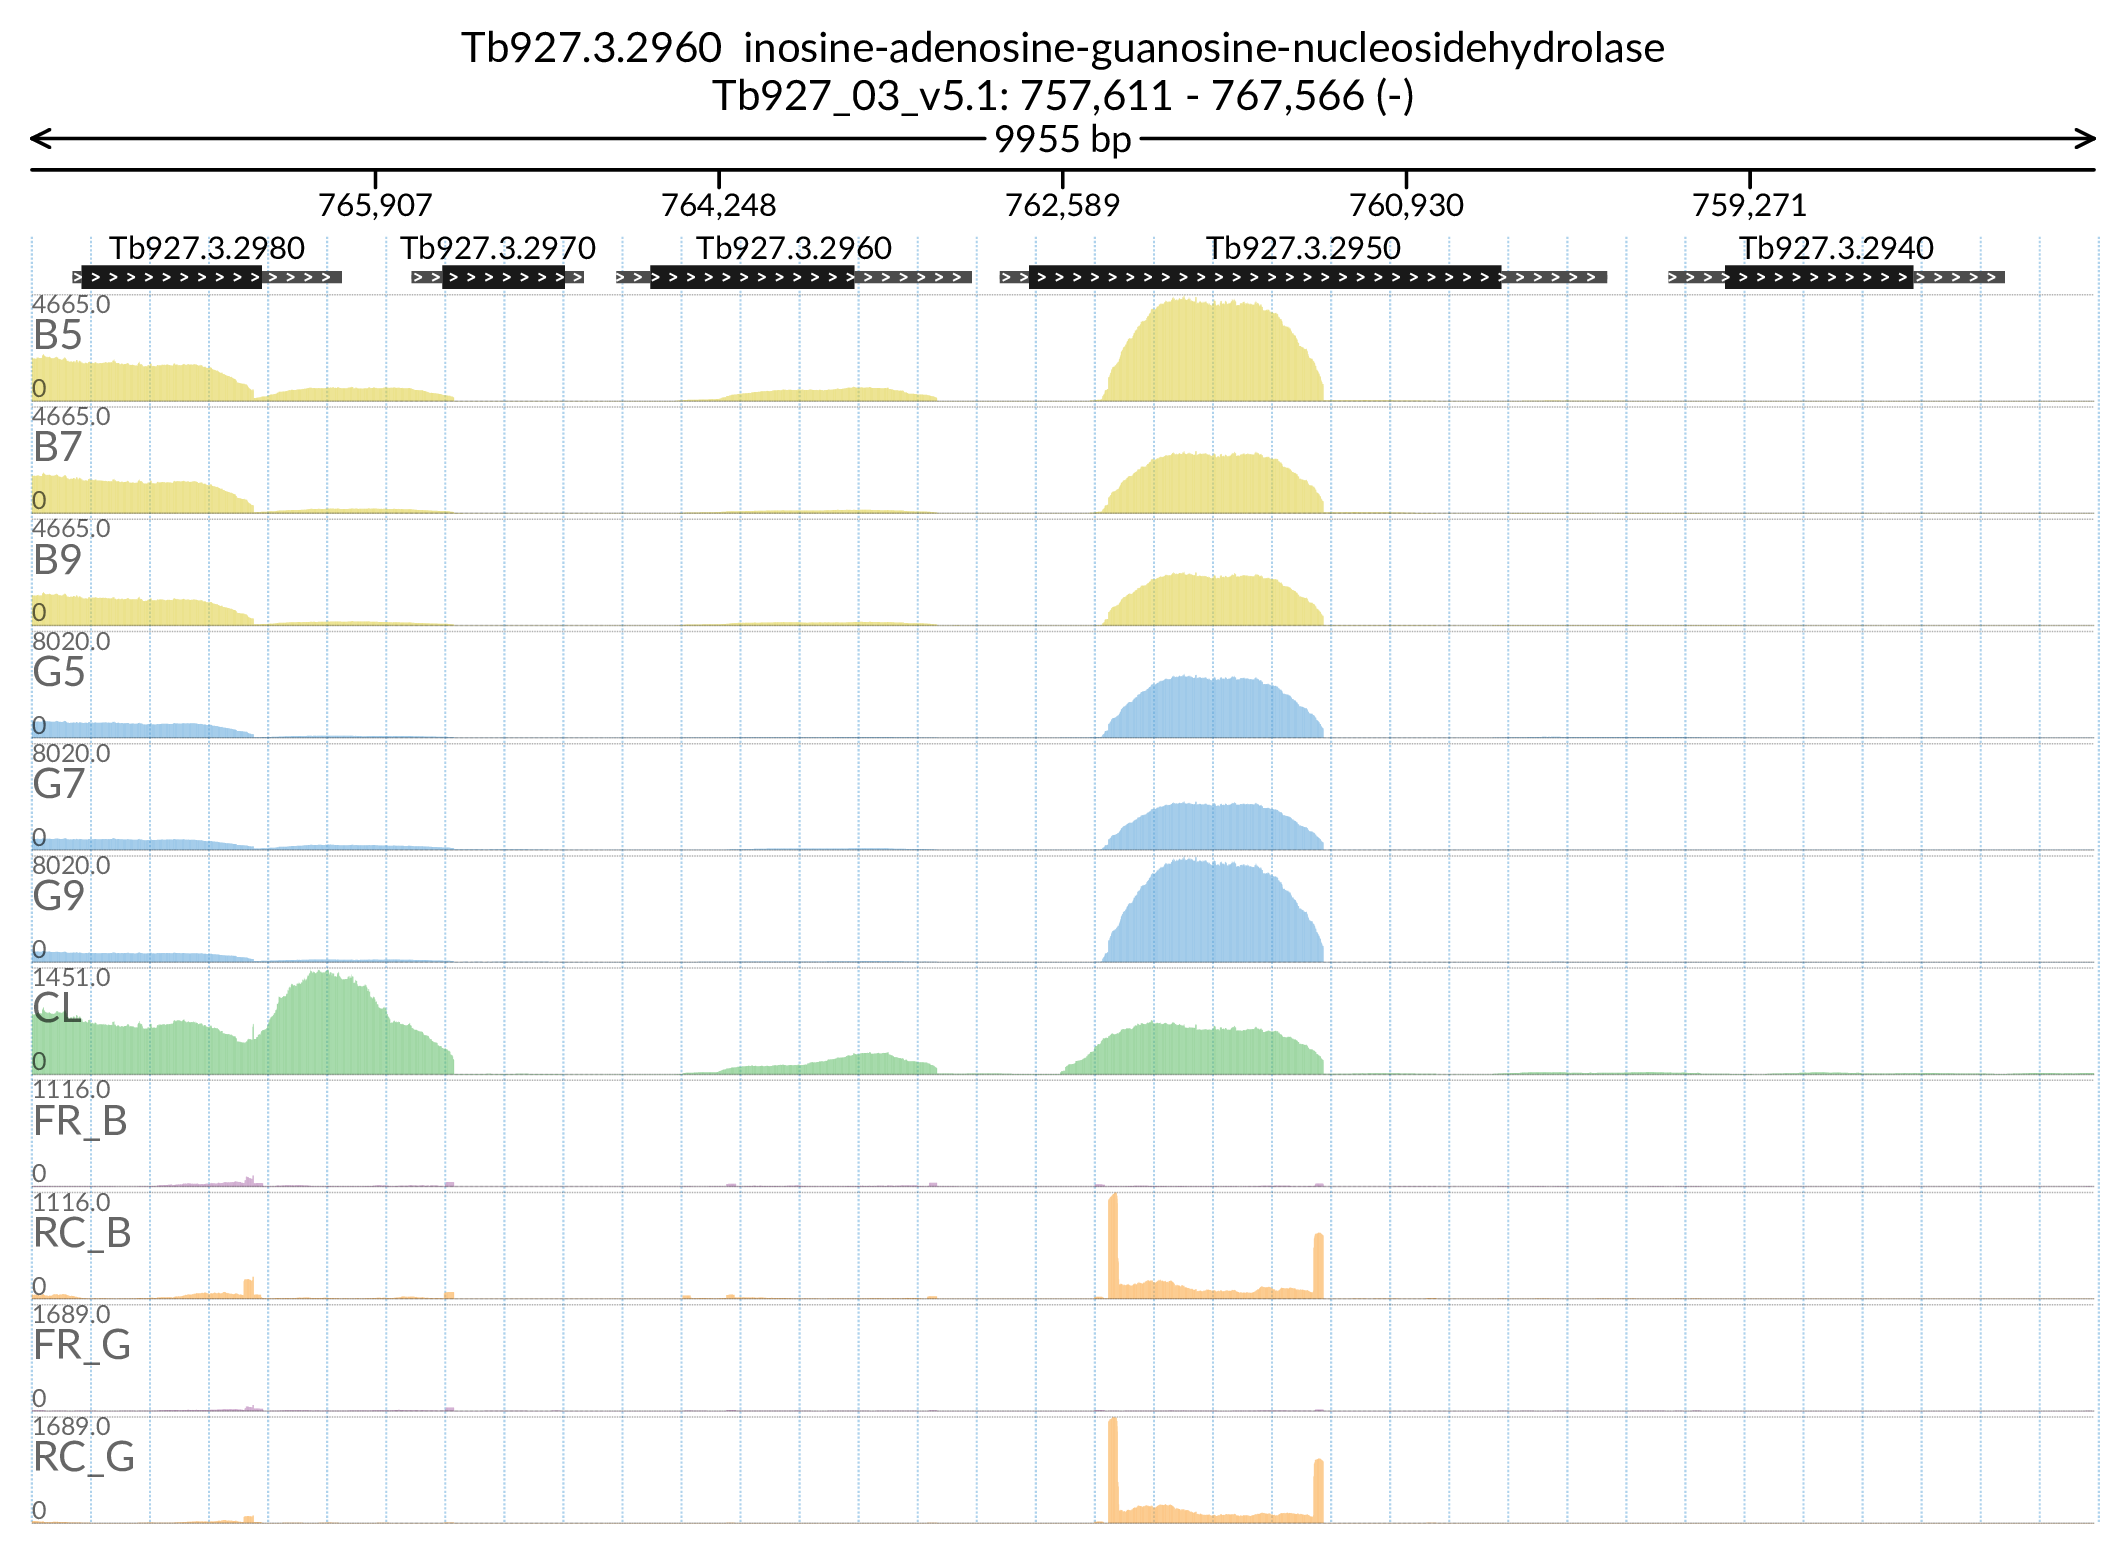 Tb927.3.2960 inosine-adenosine-guanosine-nucleosidehydrolase
Tb927_03_v5.1: 757,611 - 767,566 (-)
9955 bp
765,907 764,248 762,589 760,930 759,271
Tb927.3.2980 Tb927.3.2970 Tb927.3.2960 Tb927.3.2950 Tb927.3.2940
4665.0
B5
0
4665.0
B7
0
4665.0
B9
0
8020.0
G5
0
8020.0
G7
0
8020.0
G9
0
1451.0
CL
0
1116.0
FR_B
0
1116.0
RC_B
0
1689.0
FR_G
0
1689.0
RC_G
0